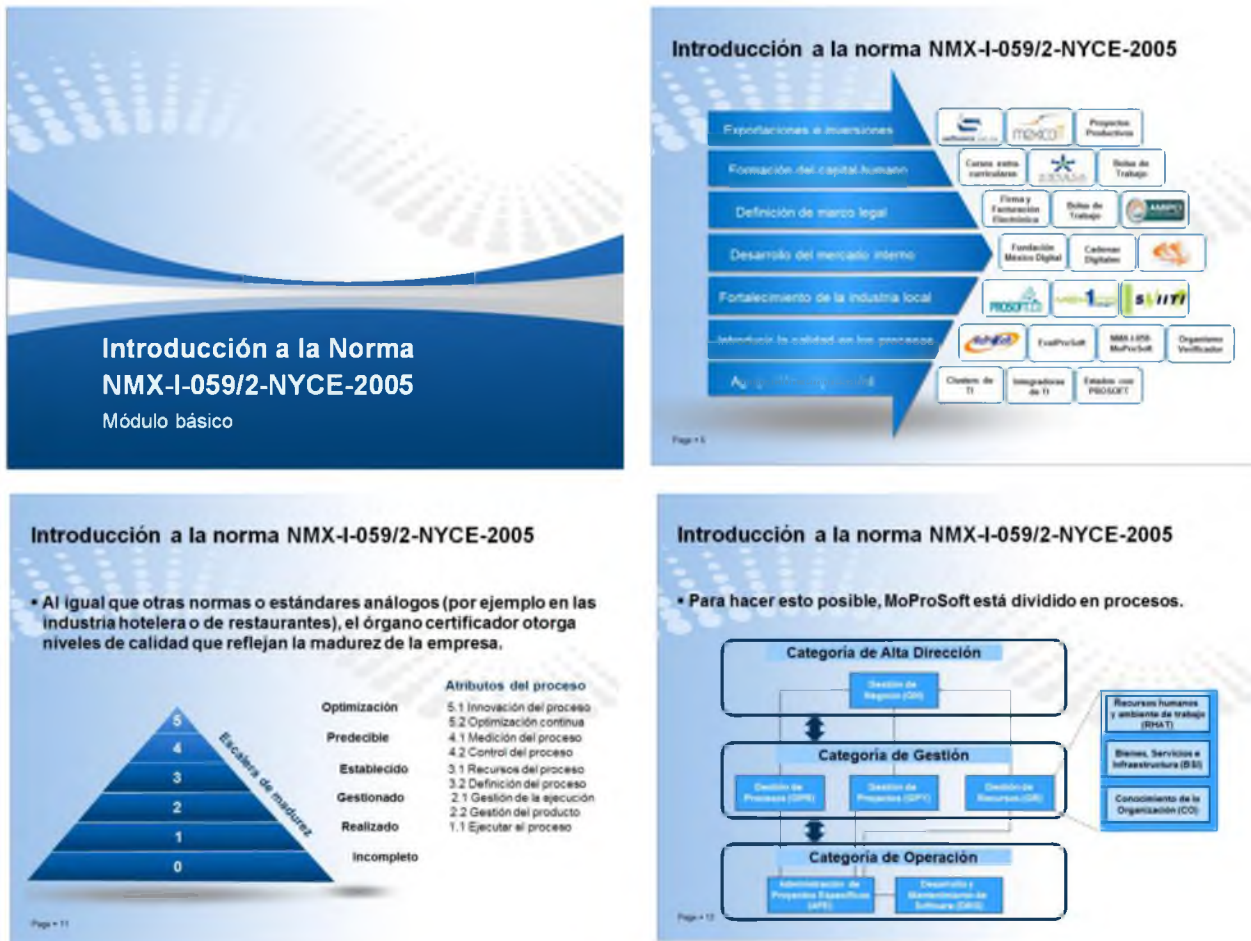 Introducción a la Norma
NMX-I-059/2-NYCE-2005
Módulo básico
Introducción a la norma NMX-I-059/2-NYCE-2005
Exportaciones e inversiones
mexico
Proyectos
Productivos
Formación del capital humano
Cursos extra
curriculares
Bolsa de
Trabajo
Definición de marco legal
Firma y
Facturación
Electrónica
Bolsa de
Trabajo
Desarrollo del mercado interno
Fundación
México Digital
Cadenas
Digitales
Fortalecimiento de la industria local
PROSOFT
Introducir la calidad en los procesos
MoProSoft
EvalProSoft
NMX-I-059-
MoProSoft
Organismo
Verificador
Clusters de
TI
Integradoras
de TI
Estados con
PROSOFT
Page ▪ 6
Introducción a la norma NMX-I-059/2-NYCE-2005
▪ Al igual que otras normas o estándares análogos (por ejemplo en las
industria hotelera o de restaurantes), el órgano certificador otorga
niveles de calidad que reflejan la madurez de la empresa.
Atributos del proceso
5
4
3
2
1
0
Escalera de madurez
Optimización
5.1 Innovación del proceso
5.2 Optimización continua
Predecible
4.1 Medición del proceso
4.2 Control del proceso
Establecido
3.1 Recursos del proceso
3.2 Definición del proceso
Gestionado
2.1 Gestión de la ejecución
2.2 Gestión del producto
Realizado
1.1 Ejecutar el proceso
Incompleto
Page ▪ 11
Introducción a la norma NMX-I-059/2-NYCE-2005
▪ Para hacer esto posible, MoProSoft está dividido en procesos.
Categoría de Alta Dirección
Gestión de
Negocio (GN)
Categoría de Gestión
Gestión de
Procesos (GPR)
Gestión de
Proyectos (GPY)
Gestión de
Recursos (GR)
Recursos humanos
y ambiente de trabajo
(RHAT)
Bienes, Servicios e
Infraestructura (BSI)
Conocimiento de la
Organización (CO)
Categoría de Operación
Administración de
Proyectos Específicos
(APE)
Desarrollo y
Mantenimiento de
Software (DMS)
Page ▪ 12